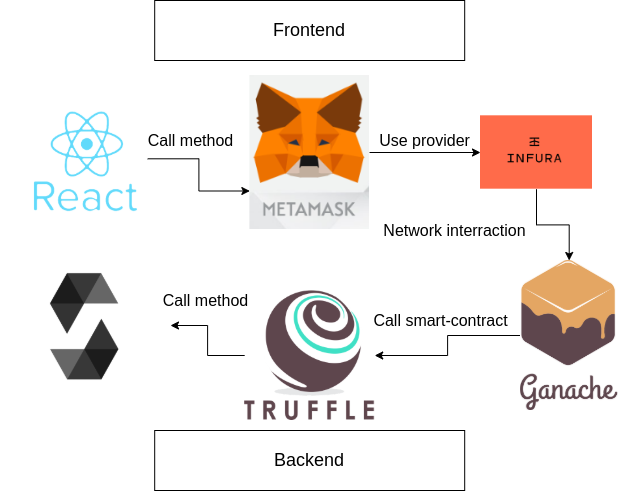 Frontend
Call method
Use provider
INFURA
React
METAMASK
Network interraction
Call method
Call smart-contract
Ganache
TRUFFLE
Backend